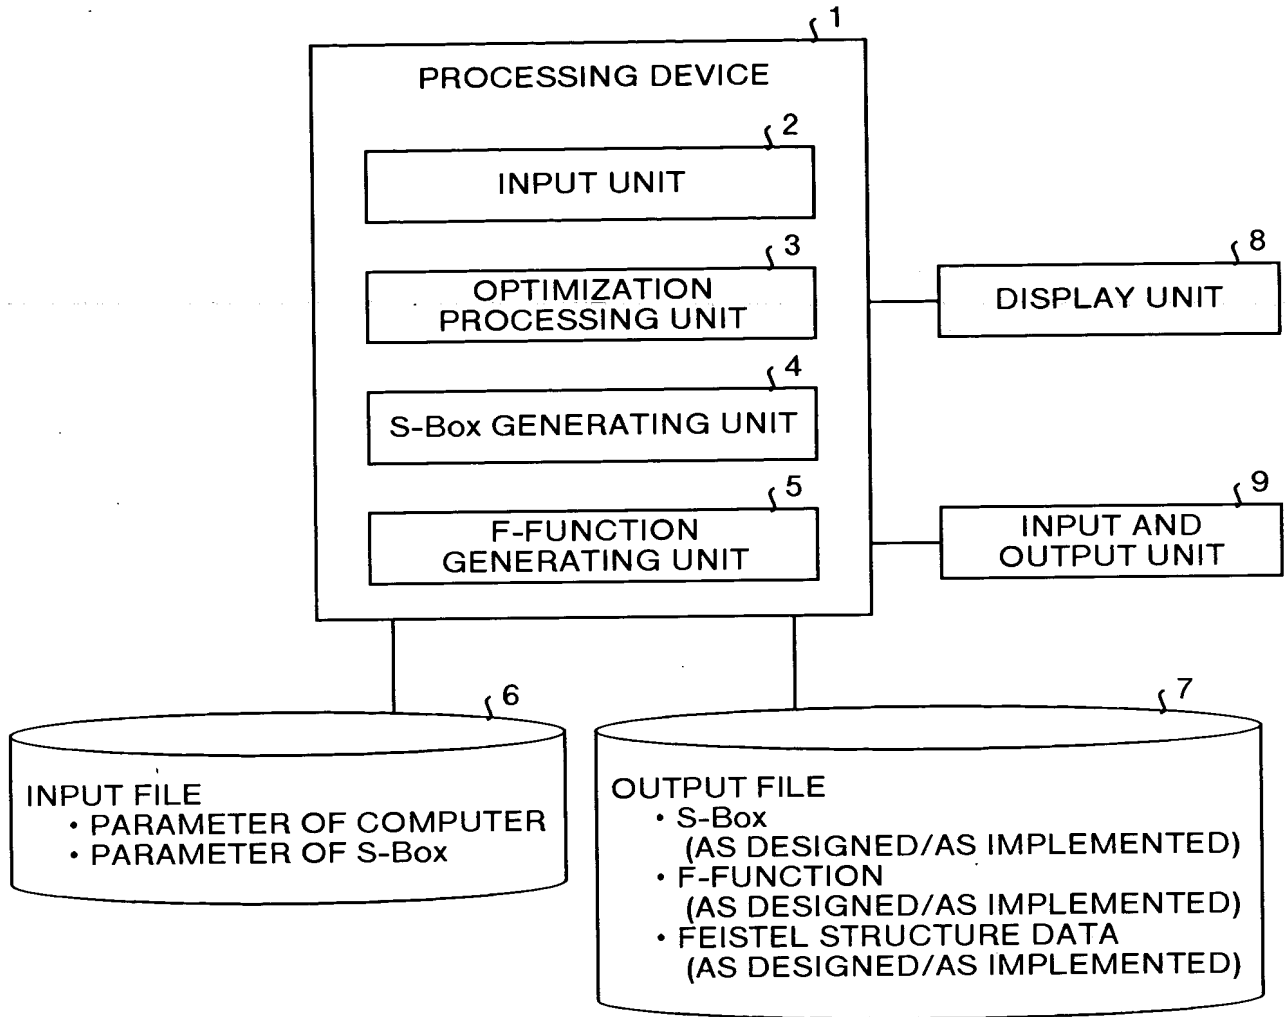 1
PROCESSING DEVICE
2
INPUT UNIT
3
OPTIMIZATION
PROCESSING UNIT
4
S-Box GENERATING UNIT
5
F-FUNCTION
GENERATING UNIT
8
DISPLAY UNIT
9
INPUT AND
OUTPUT UNIT
6
INPUT FILE
• PARAMETER OF COMPUTER
• PARAMETER OF S-Box
7
OUTPUT FILE
• S-Box
(AS DESIGNED/AS IMPLEMENTED)
• F-FUNCTION
(AS DESIGNED/AS IMPLEMENTED)
• FEISTEL STRUCTURE DATA
(AS DESIGNED/AS IMPLEMENTED)